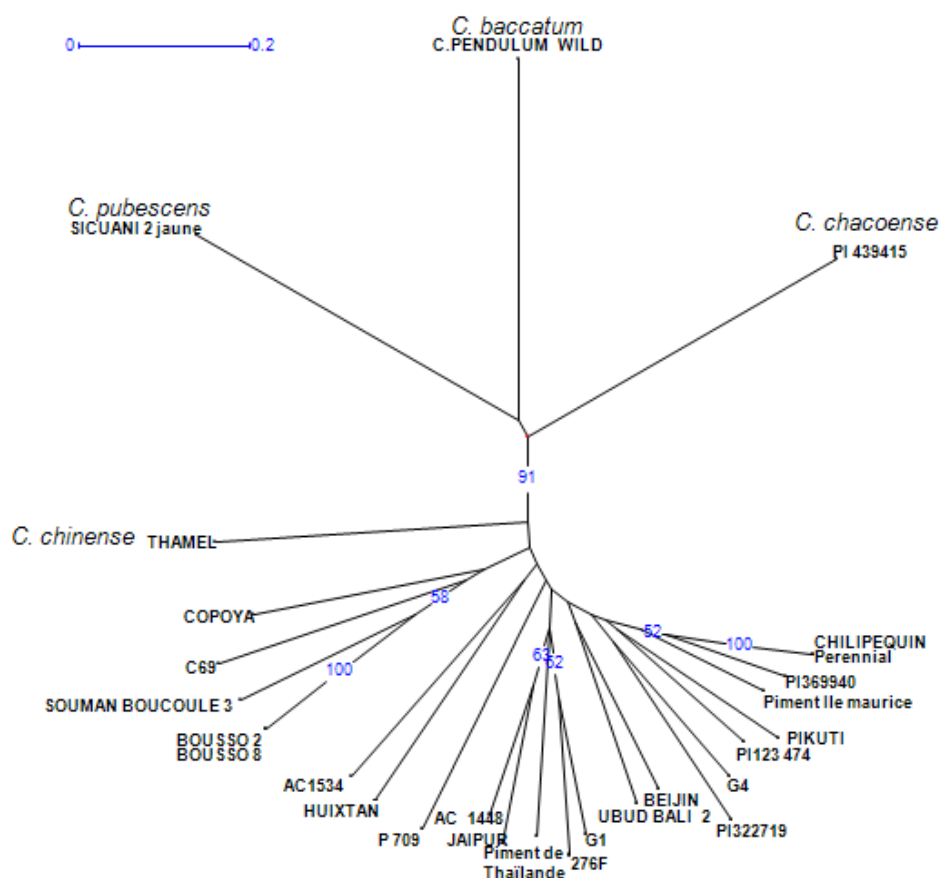 C. baccatum
C.PENDULUM WILD
0 0.2
C. pubescens
SICUANI 2 jaune
C. chacoense
PI 439415
91
C. chinense THAMEL
COPOYA
58
C69
100
SOUMAN BOUCOULE 3
BOUSSO 2
BOUSSO 8
AC1534
HUIXTAN
P 709
63
52
AC 1448
JAIPUR
Piment de
Thaïlande
276F
G1
UBUD BALI 2
BEIJIN
PI322719
G4
PI123 474
PIKUTI
Piment Ile maurice
PI369940
52
100
CHILIPEQUIN
Perennial